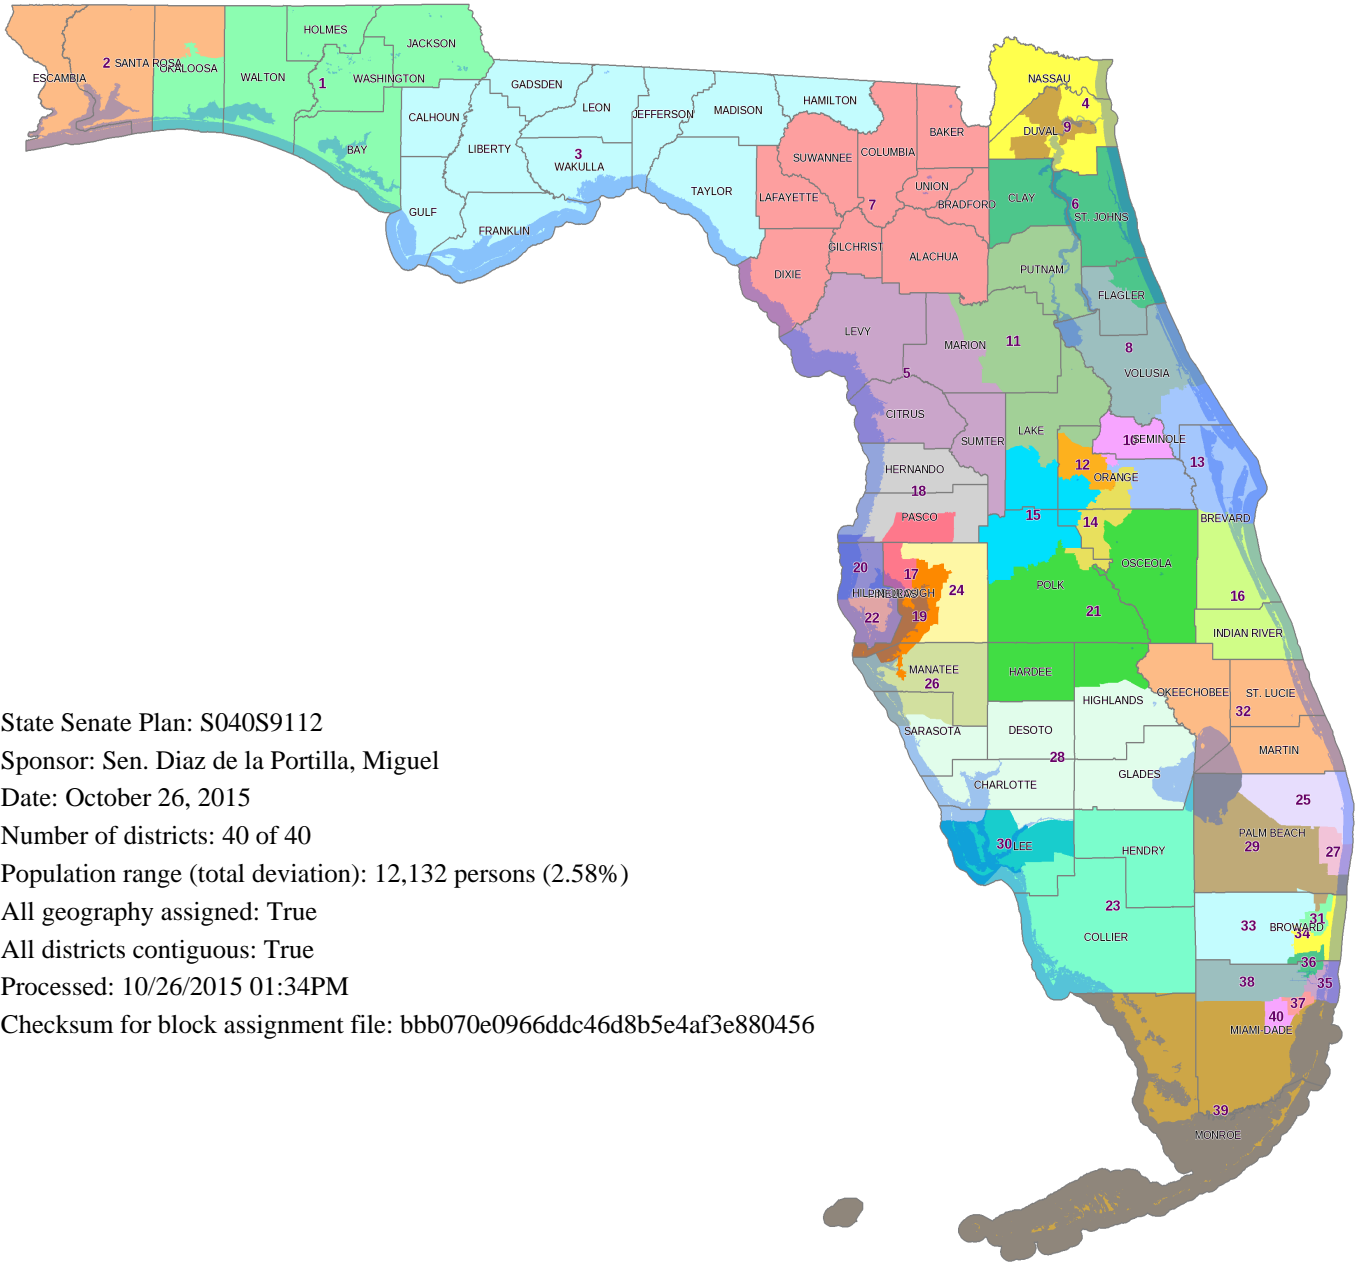 HOLMES
JACKSON
2 SANTA ROSA
OKALOOSA
ESCAMBIA
WALTON
1
WASHINGTON
BAY
GADSDEN
LEON
JEFFERSON
MADISON
HAMILTON
CALHOUN
LIBERTY
3
WAKULLA
TAYLOR
GULF
FRANKLIN
SUWANNEE
COLUMBIA
BAKER
LAFAYETTE
UNION
BRADFORD
7
GILCHRIST
ALACHUA
DIXIE
NASSAU
4
DUVAL
9
CLAY
6
ST. JOHNS
PUTNAM
FLAGLER
LEVY
MARION
11
8
VOLUSIA
5
CITRUS
SUMTER
LAKE
10
SEMINOLE
12
ORANGE
13
HERNANDO
18
PASCO
15
14
BREVARD
OSCEOLA
20
17
HILLSBOROUGH
PINELLAS
24
POLK
21
16
22
19
INDIAN RIVER
MANATEE
26
HARDEE
HIGHLANDS
OKEECHOBEE
ST. LUCIE
32
SARASOTA
DESOTO
28
MARTIN
CHARLOTTE
GLADES
25
30
LEE
HENDRY
PALM BEACH
29
27
23
COLLIER
33
BROWARD
31
34
36
38
35
37
40
MIAMI-DADE
39
MONROE
State Senate Plan: S040S9112
Sponsor: Sen. Diaz de la Portilla, Miguel
Date: October 26, 2015
Number of districts: 40 of 40
Population range (total deviation): 12,132 persons (2.58%)
All geography assigned: True
All districts contiguous: True
Processed: 10/26/2015 01:34PM
Checksum for block assignment file: bbb070e0966ddc46d8b5e4af3e880456